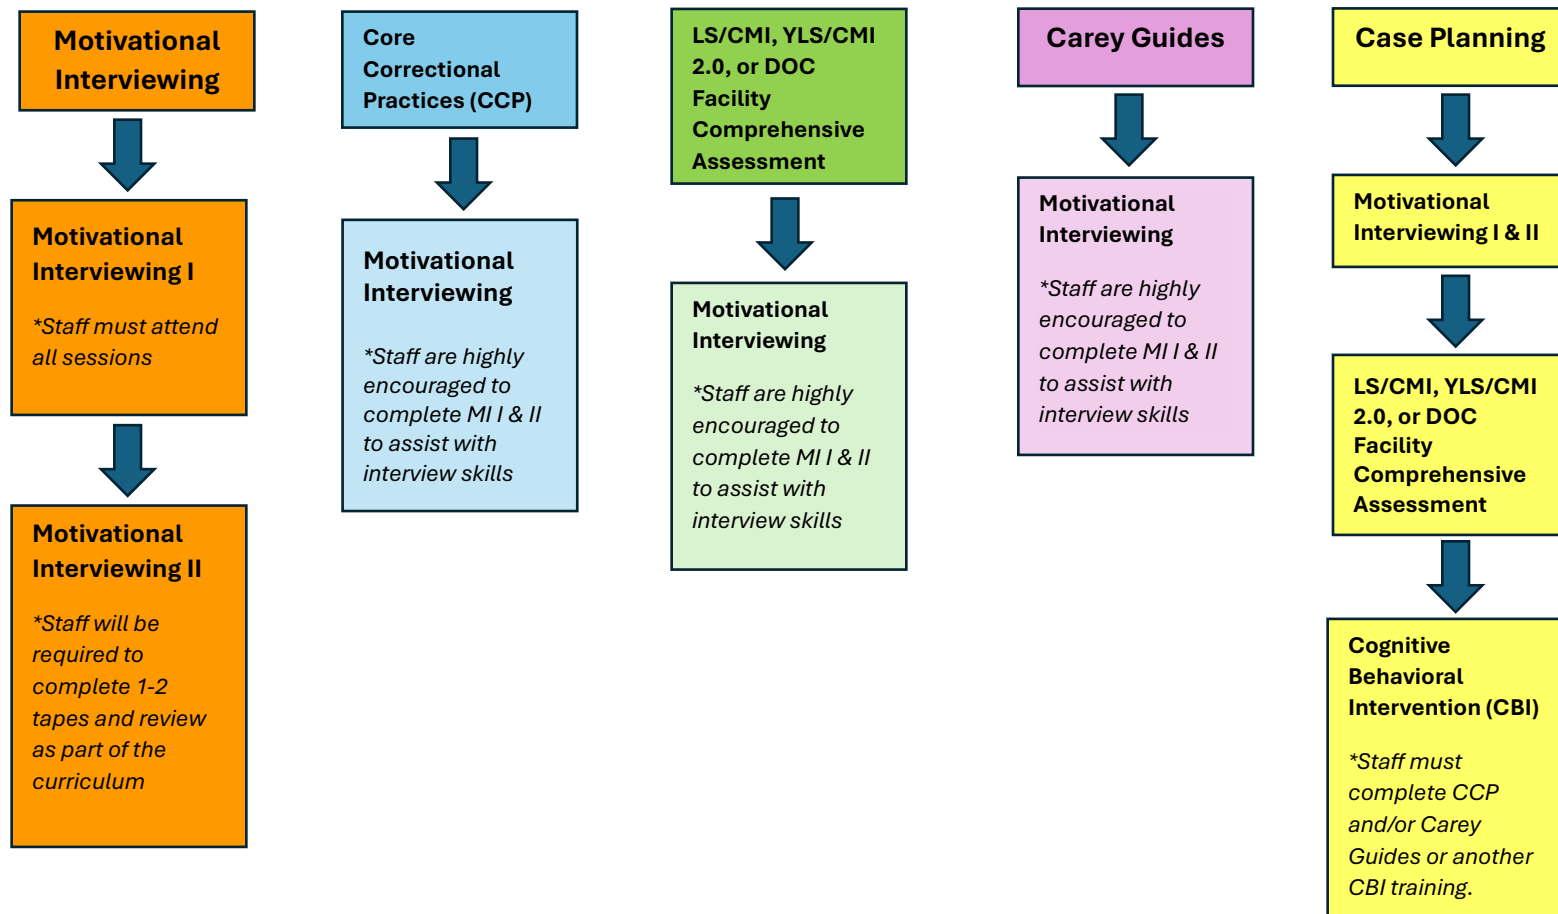 Motivational
Interviewing
Motivational
Interviewing I
*Staff must attend
all sessions
Motivational
Interviewing II
*Staff will be
required to
complete 1-2
tapes and review
as part of the
curriculum
Core
Correctional
Practices (CCP)
Motivational
Interviewing
*Staff are highly
encouraged to
complete MI I & II
to assist with
interview skills
LS/CMI, YLS/CMI
2.0, or DOC
Facility
Comprehensive
Assessment
Motivational
Interviewing
*Staff are highly
encouraged to
complete MI I & II
to assist with
interview skills
Carey Guides
Motivational
Interviewing
*Staff are highly
encouraged to
complete MI I & II
to assist with
interview skills
Case Planning
Motivational
Interviewing I & II
LS/CMI, YLS/CMI
2.0, or DOC
Facility
Comprehensive
Assessment
Cognitive
Behavioral
Intervention (CBI)
*Staff must
complete CCP
and/or Carey
Guides or another
CBI training.